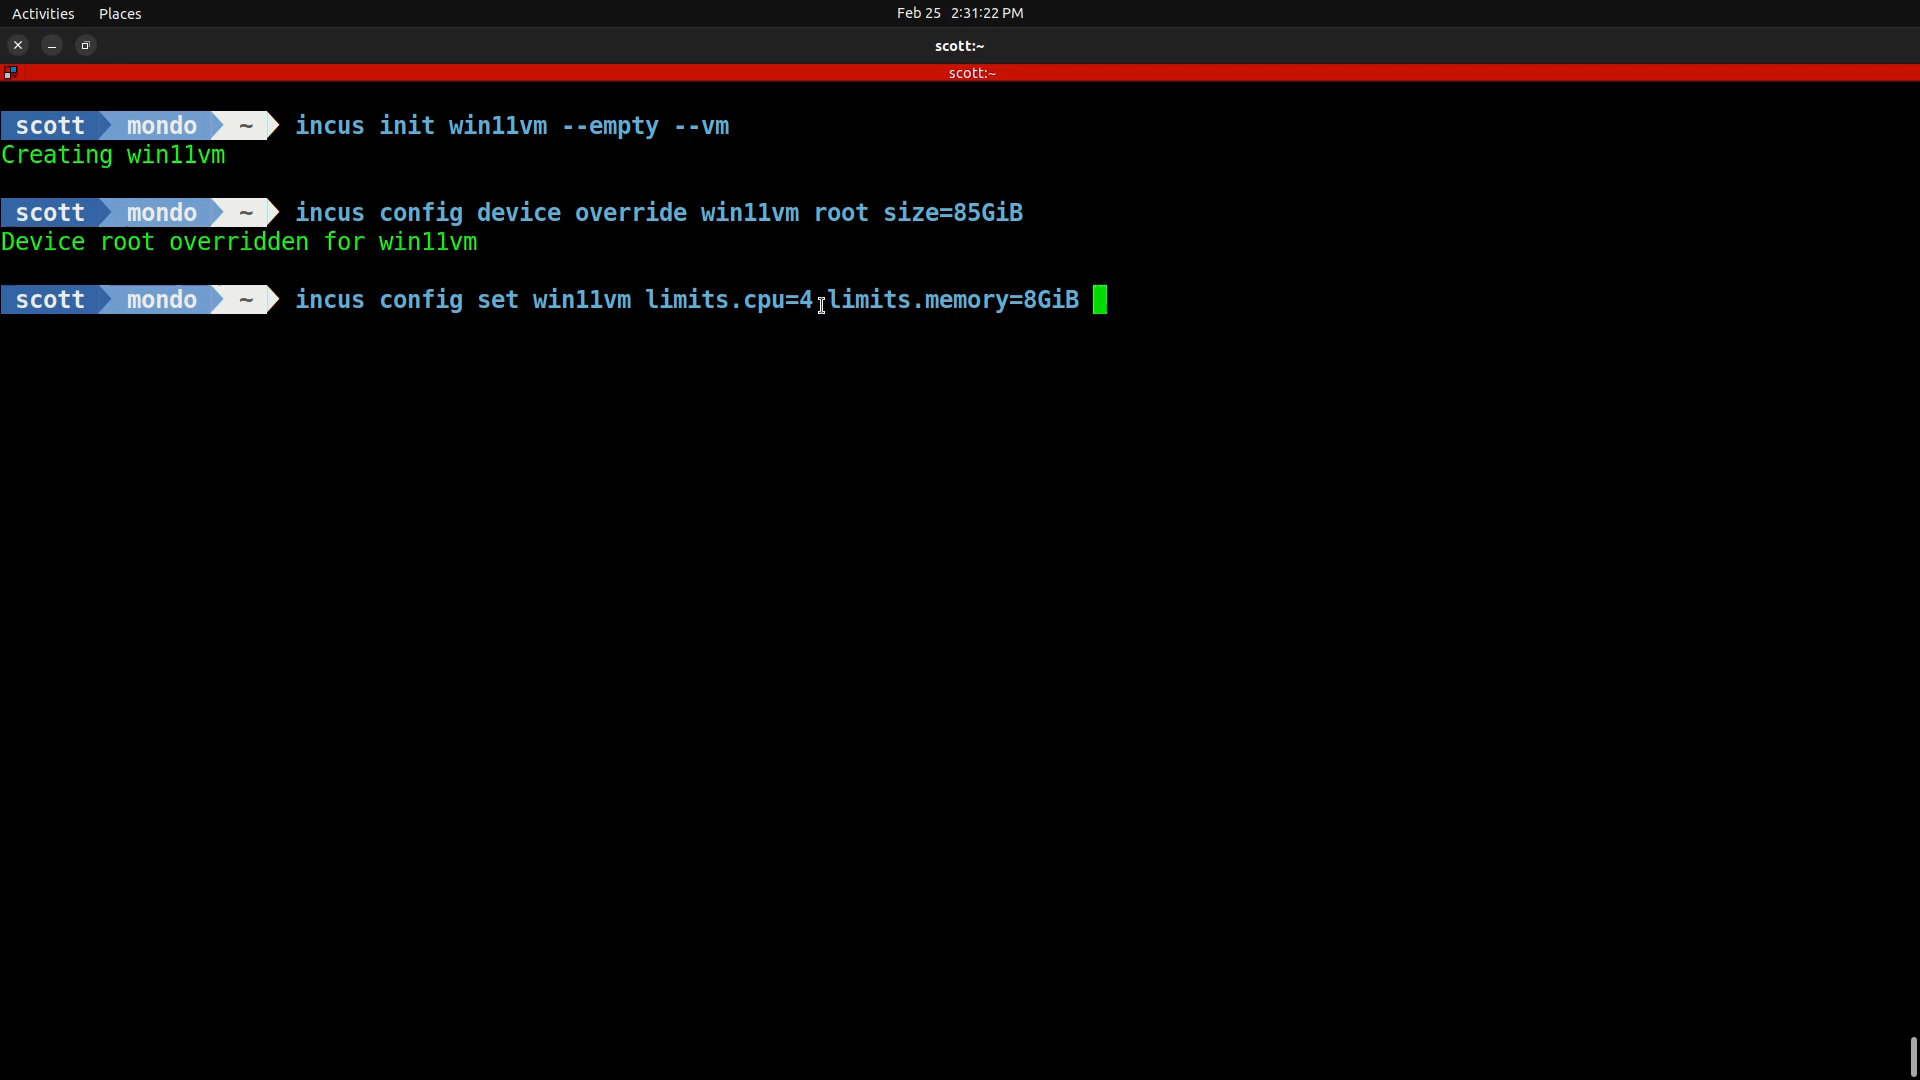 Activities Places Feb 25 2:31:22 PM
scott:~
scott:~
scott mondo ~ incus init win11vm --empty --vm
Creating win11vm
scott mondo ~ incus config device override win11vm root size=85GiB
Device root overridden for win11vm
scott mondo ~ incus config set win11vm limits.cpu=4 limits.memory=8GiB